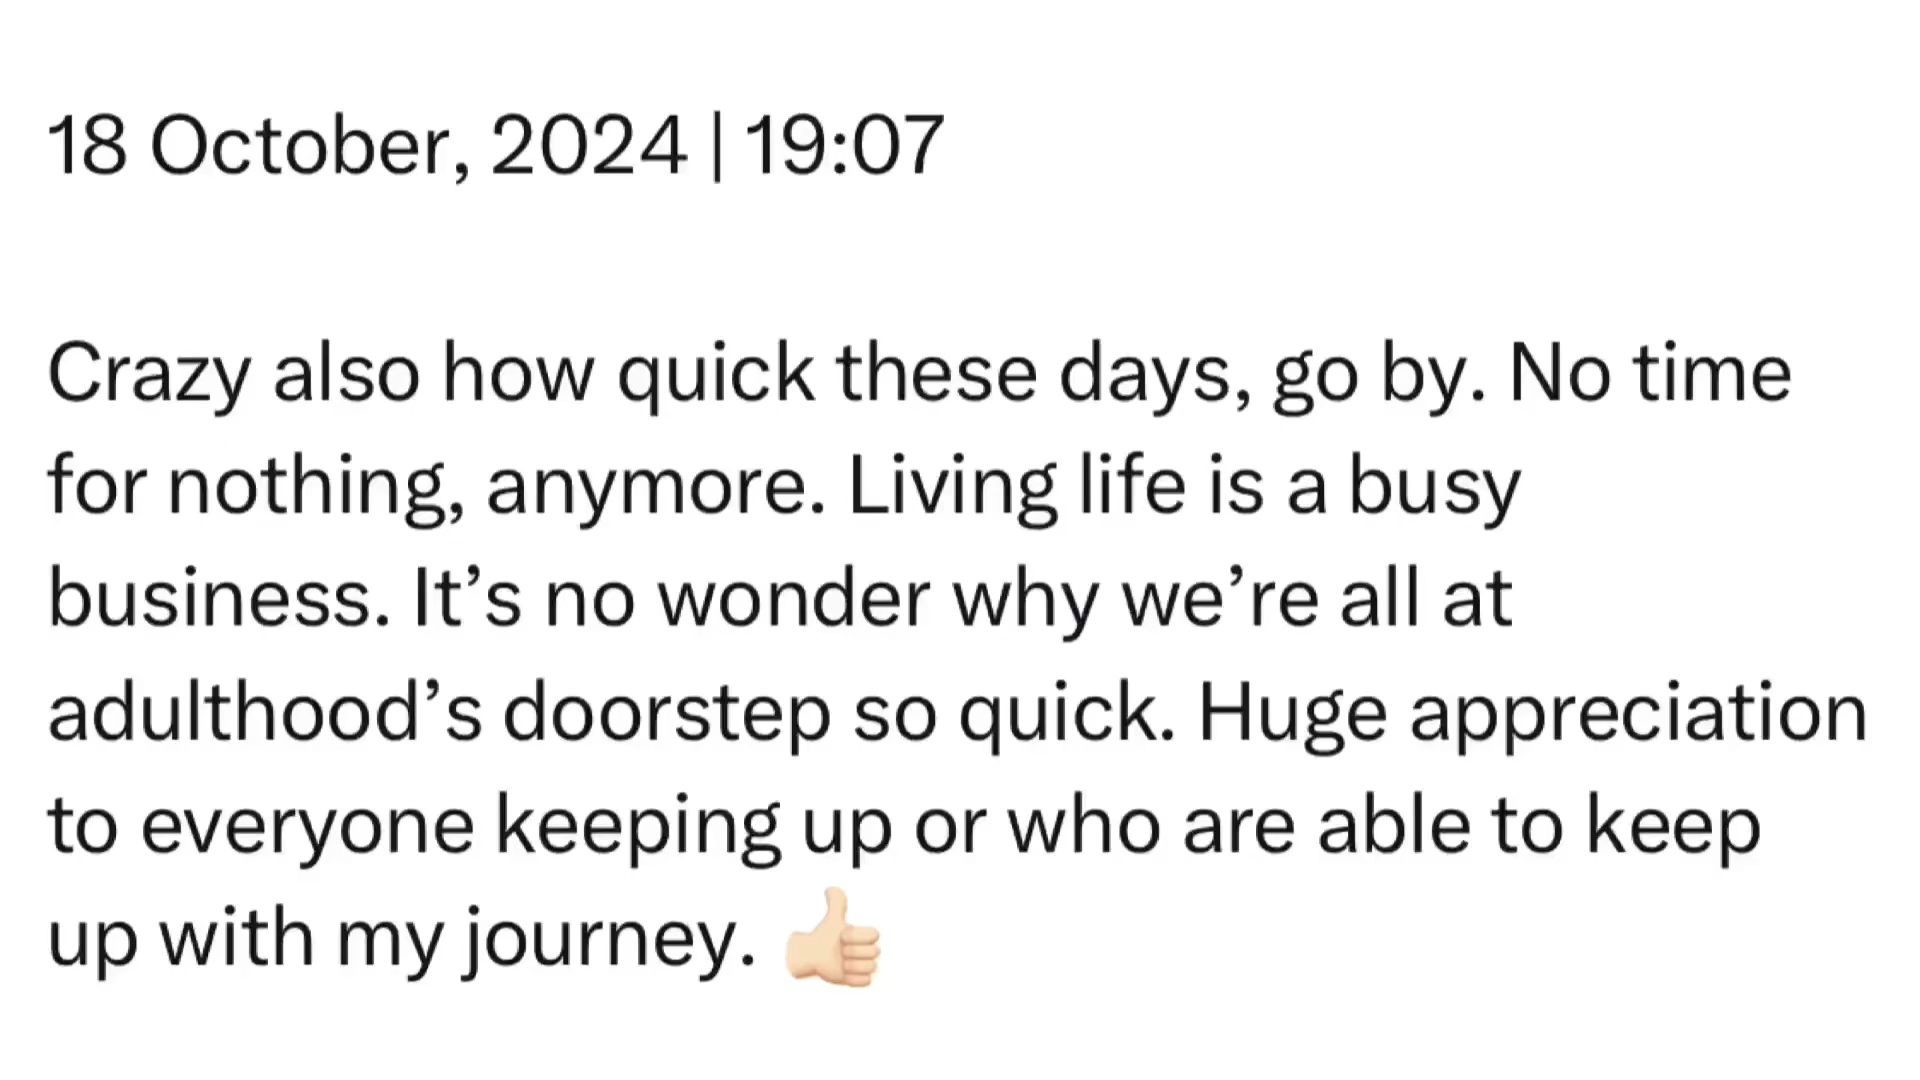 18 October, 2024 | 19:07
Crazy also how quick these days, go by. No time
for nothing, anymore. Living life is a busy
business. It’s no wonder why we’re all at
adulthood’s doorstep so quick. Huge appreciation
to everyone keeping up or who are able to keep
up with my journey. 👍🏻